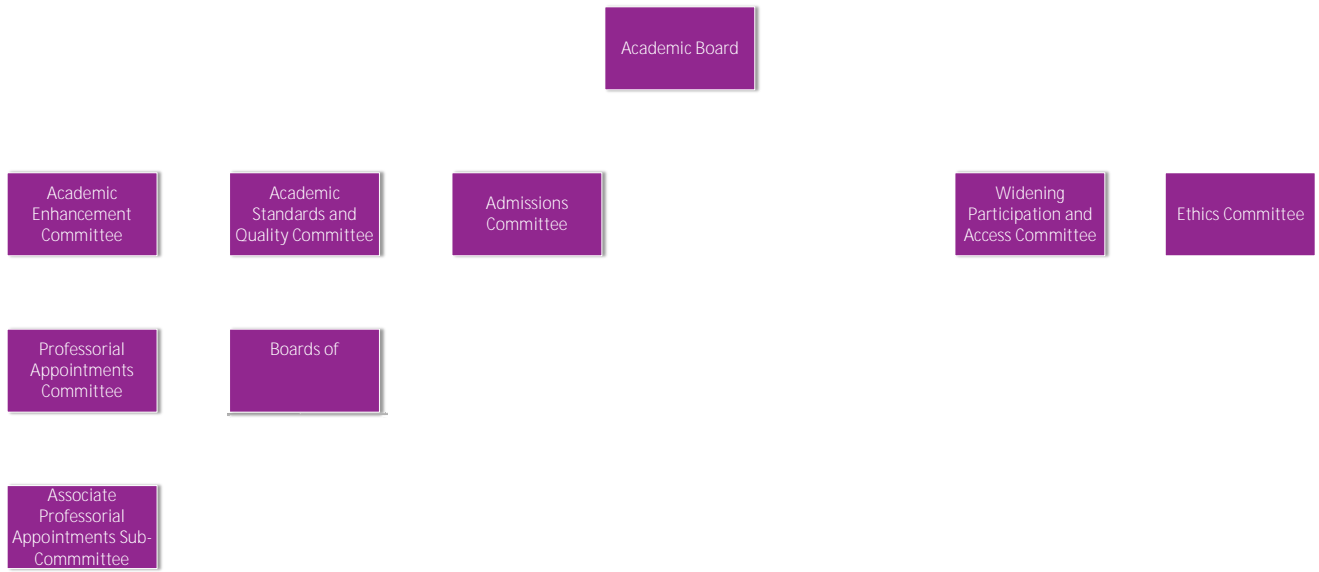 Academic Board
Academic
Enhancement
Committee
Academic
Standards and
Quality Committee
Admissions
Committee
Widening
Participation and
Access Committee
Ethics Committee
Professorial
Appointments
Committee
Boards of
Associate
Professorial
Appointments Sub-
Commmittee